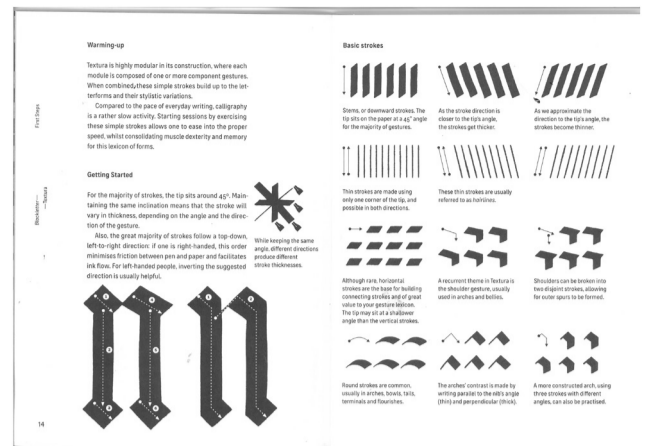 Warming-up
Textura is highly modular in its construction, where each
module is composed of one or more component gestures.
When combined, these simple strokes build up to the let-
terforms and their stylistic variations.
Compared to the pace of everyday writing, calligraphy
is a rather slow activity. Starting sessions by exercising
these simple strokes allows one to ease into the proper
speed, whilst consolidating muscle dexterity and memory
for this lexicon of forms.
Getting Started
For the majority of strokes, the tip sits around 45°. Main-
taining the same inclination means that the stroke will
vary in thickness, depending on the angle and the direc-
tion of the gesture.
Also, the great majority of strokes follow a top-down,
left-to-right direction: if one is right-handed, this order
minimises friction between pen and paper and facilitates
ink flow. For left-handed people, inverting the suggested
direction is usually helpful.
While keeping the same
angle, different directions
produce different
stroke thicknesses.
First Steps
Blackletter—
—Textura
14
Basic strokes
Stems, or downward strokes. The
tip sits on the paper at a 45° angle
for the majority of gestures.
As the stroke direction is
closer to the tip's angle,
the strokes get thicker.
As we approximate the
direction to the tip's angle, the
strokes become thinner.
Thin strokes are made using
only one corner of the tip, and
possible in both directions.
These thin strokes are usually
referred to as hairlines.
Although rare, horizontal
strokes are the base for building
connecting strokes and of great
value to your gesture lexicon.
The tip may sit at a shallower
angle than the vertical strokes.
A recurrent theme in Textura is
the shoulder gesture, usually
used in arches and bellies.
Shoulders can be broken into
two disjoint strokes, allowing
for outer spurs to be formed.
Round strokes are common,
usually in arches, bowls, tails,
terminals and flourishes.
The arches' contrast is made by
writing parallel to the nib's angle
(thin) and perpendicular (thick).
A more constructed arch, using
three strokes with different
angles, can also be practised.